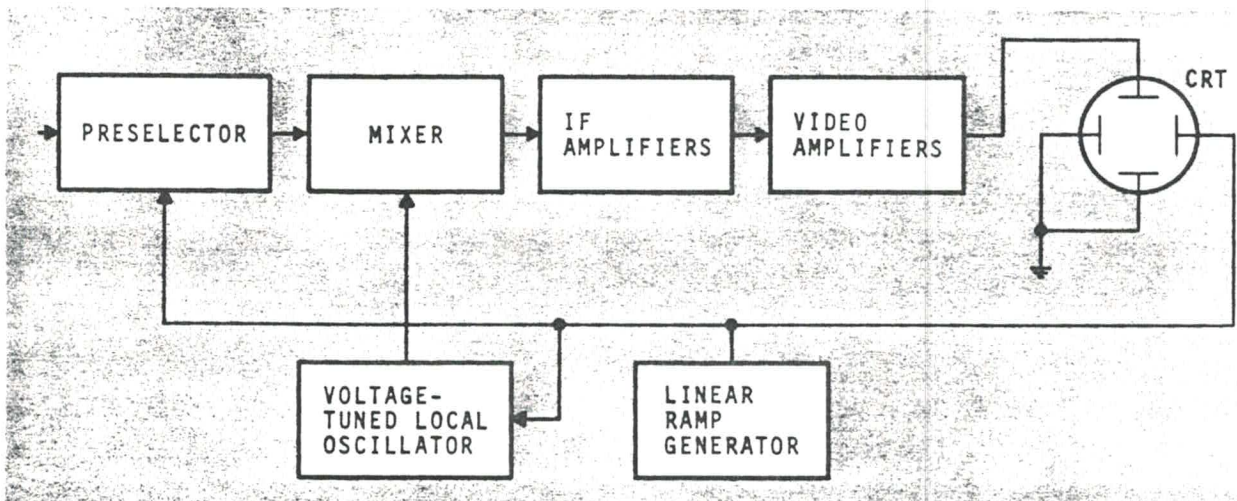 PRESELECTOR
MIXER
IF
AMPLIFIERS
VIDEO
AMPLIFIERS
CRT
VOLTAGE-
TUNED LOCAL
OSCILLATOR
LINEAR
RAMP
GENERATOR